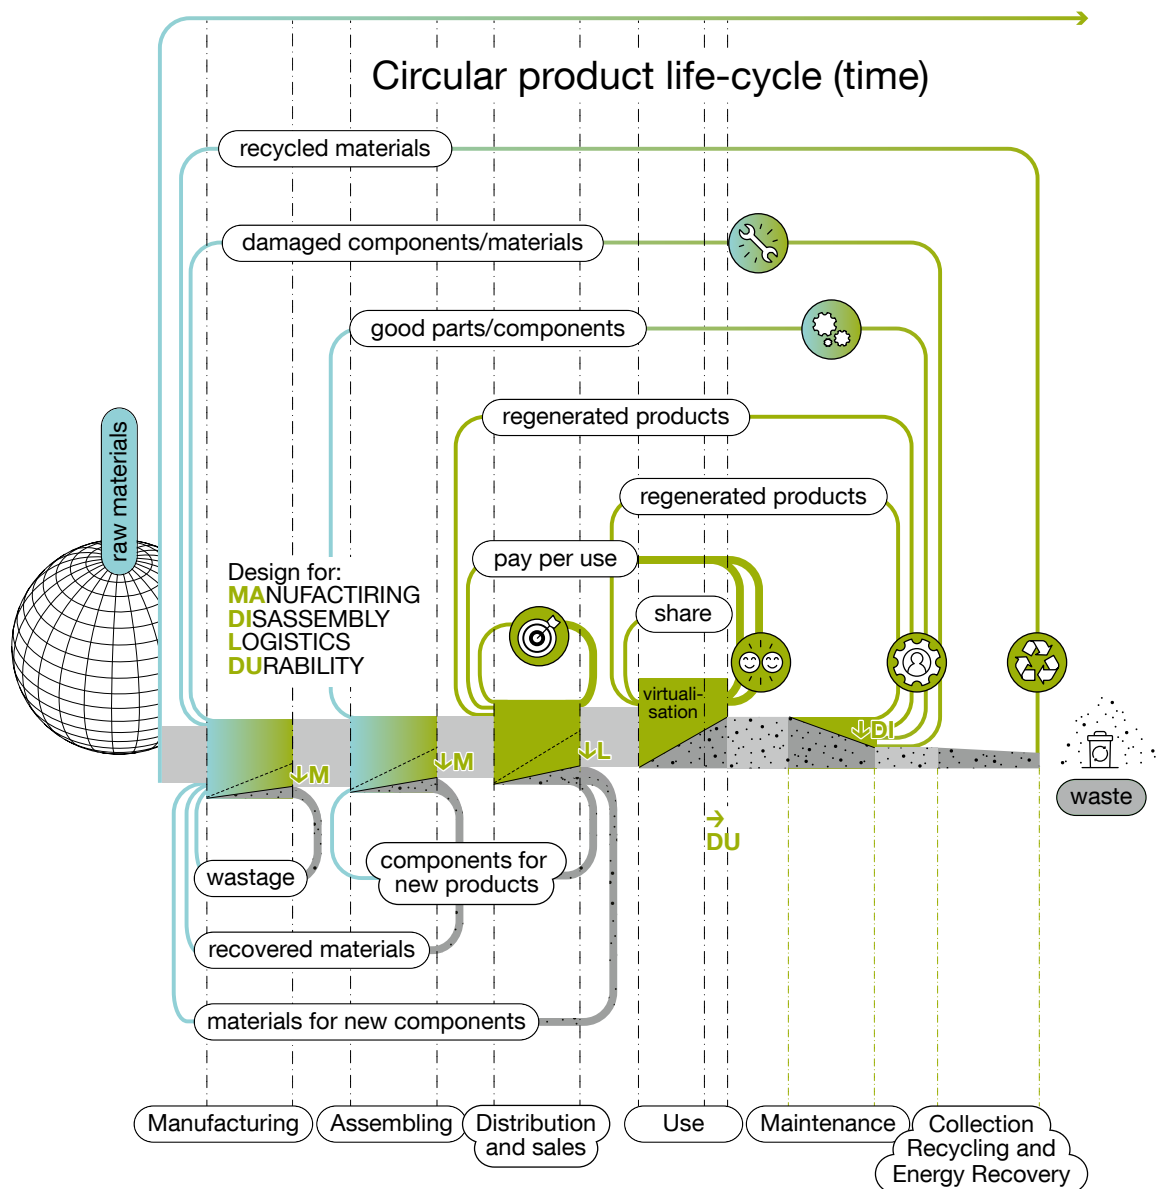 Circular product life-cycle (time)
recycled materials
damaged components/materials
good parts/components
regenerated products
regenerated products
raw materials
pay per use
Design for:
MANUFACTIRING
DISASSEMBLY
LOGISTICS
DURABILITY
share
virtuali-
sation
M
M
L
DI
DU
waste
wastage
components for
new products
recovered materials
materials for new components
Manufacturing
Assembling
Distribution
and sales
Use
Maintenance
Collection
Recycling and
Energy Recovery